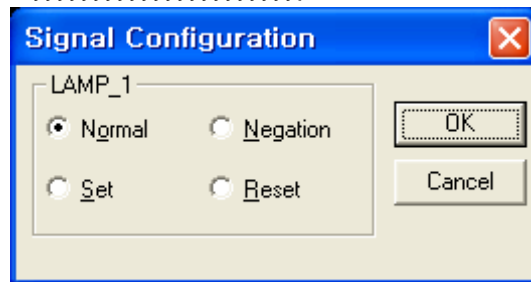 Signal Configuration
LAMP_1
Normal
Negation
OK
Set
Reset
Cancel